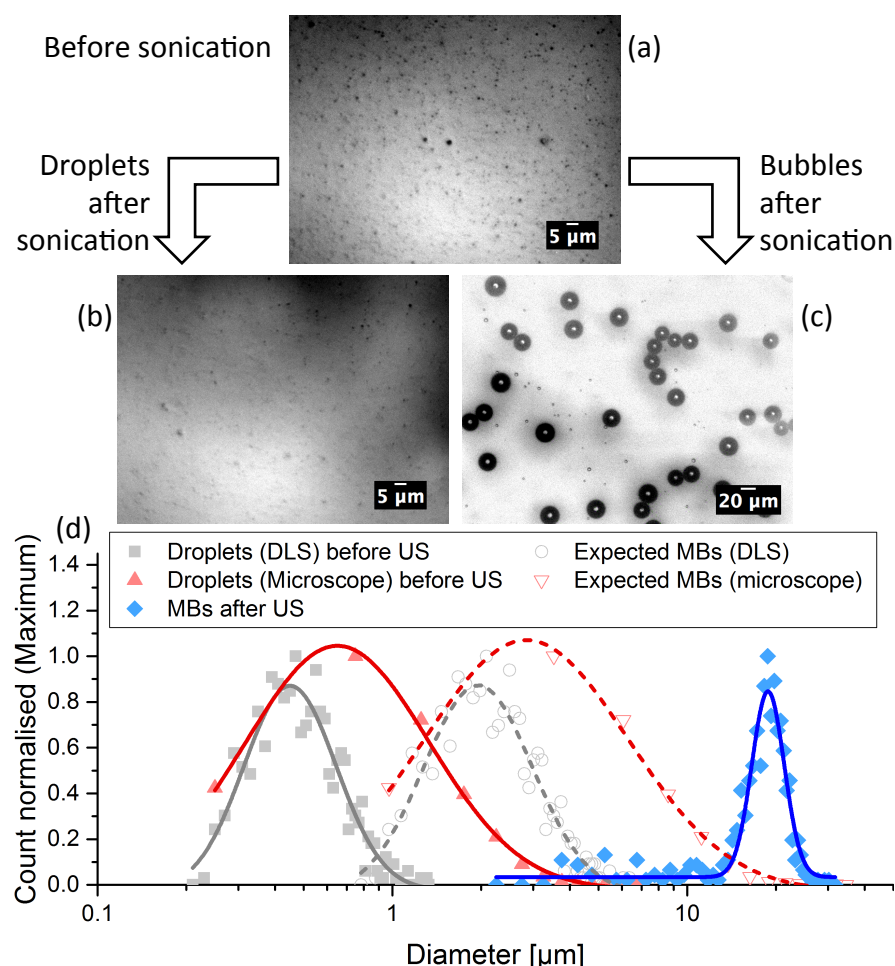 Before sonication
(a)
5 µm
Droplets
after
sonication
Bubbles
after
sonication
(b)
5 µm
(c)
20 µm
(d)
Droplets (DLS) before US
Expected MBs (DLS)
Droplets (Microscope) before US
Expected MBs (microscope)
MBs after US
Count normalised (Maximum)
1.4
1.2
1.0
0.8
0.6
0.4
0.2
0.0
0.1
1
10
Diameter [µm]